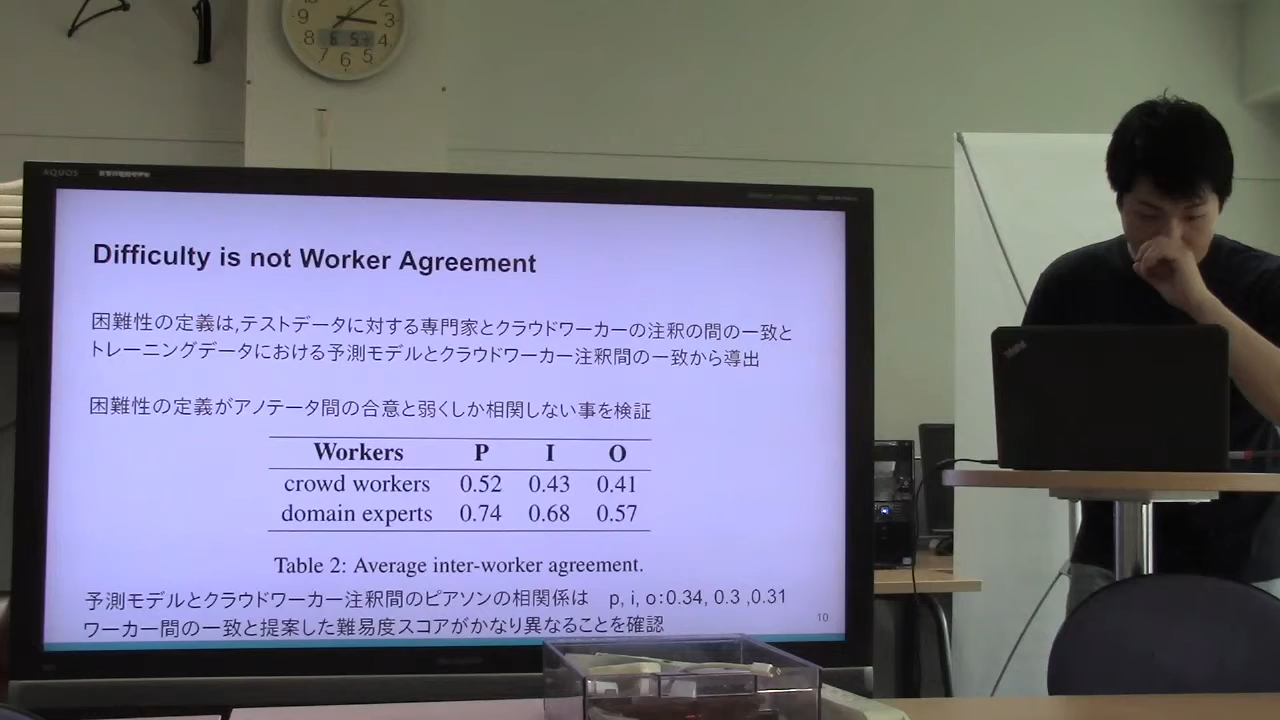 AQUOS
Difficulty is not Worker Agreement
困難性の定義は,テストデータに対する専門家とクラウドワーカーの注釈の間の一致と
トレーニングデータにおける予測モデルとクラウドワーカー注釈間の一致から導出
困難性の定義がアノテータ間の合意と弱くしか相関しない事を検証
Workers P I O
crowd workers 0.52 0.43 0.41
domain experts 0.74 0.68 0.57
Table 2: Average inter-worker agreement.
予測モデルとクラウドワーカー注釈間のピアソンの相関係は p, i, o:0.34, 0.3 ,0.31
ワーカー間の一致と提案した難易度スコアがかなり異なることを確認
10
2
9 3
8 4
7 6 5